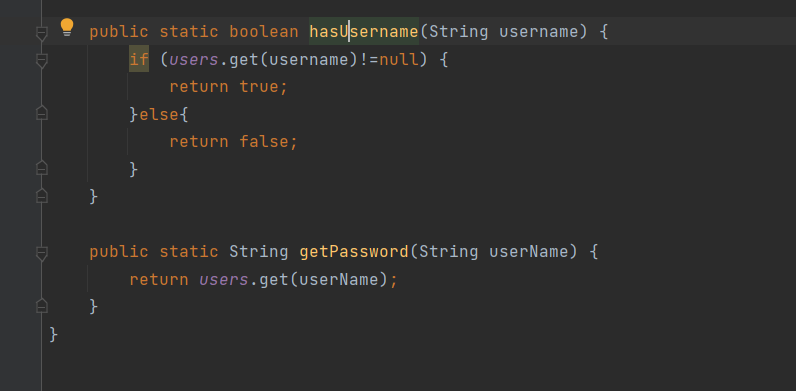 public static boolean hasUsername(String username) {
if (users.get(username)!=null) {
return true;
}else{
return false;
}
}
public static String getPassword(String userName) {
return users.get(userName);
}
}